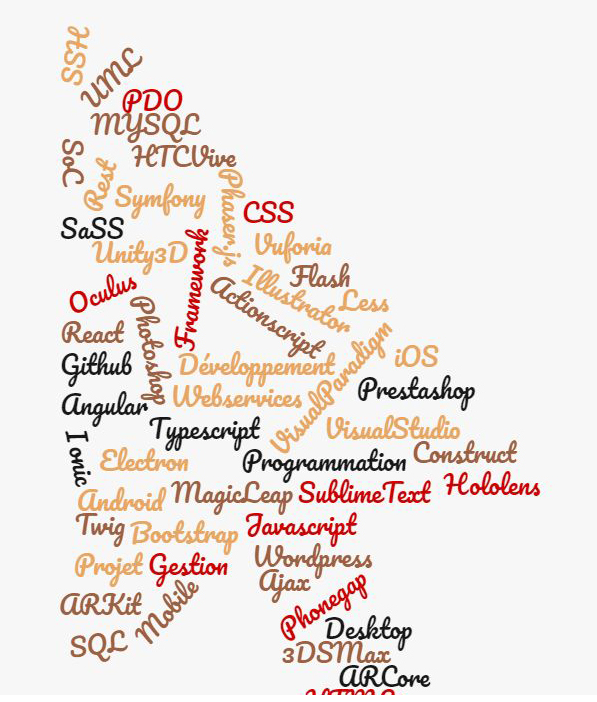 SSH
UML
PDO
MYSQL
SoC
HTCVive
Rest
Symfony
Phaser.js
CSS
SaSS
Unity3D
Framework
Vuforia
Oculus
Illustrator
Flash
Actionscript
Less
Photoshop
React
VisualParadigm
iOS
Github
Développement
Prestashop
Angular
Webservices
Typescript
VisualStudio
Ionic
Electron
Programmation
Construct
Android
MagicLeap
SublimeText
Hololens
Twig
Bootstrap
Javascript
Projet
Gestion
Wordpress
Ajax
ARKit
Mobile
Phonegap
SQL
Desktop
3DSMax
ARCore